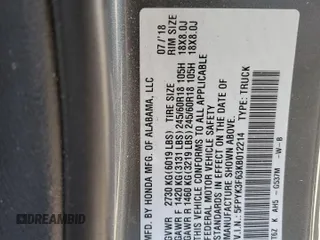 MFD. BY HONDA MFG. OF ALABAMA, LLC 07/'18
TIRE SIZE RIM SIZE
GVWR 2730 KG(6019 LBS)
GAWR F 1420 KG(3131 LBS) 245/60R18 105H 18X8.0J
GAWR R 1460 KG(3219 LBS) 245/60R18 105H 18X8.0J
THIS VEHICLE CONFORMS TO ALL APPLICABLE
FEDERAL MOTOR VEHICLE SAFETY
STANDARDS IN EFFECT ON THE DATE OF
MANUFACTURE SHOWN ABOVE.
V.I.N.: 5FPYK3F63KB012214 TYPE: TRUCK
T6Z K AH5 -G537M -W-B